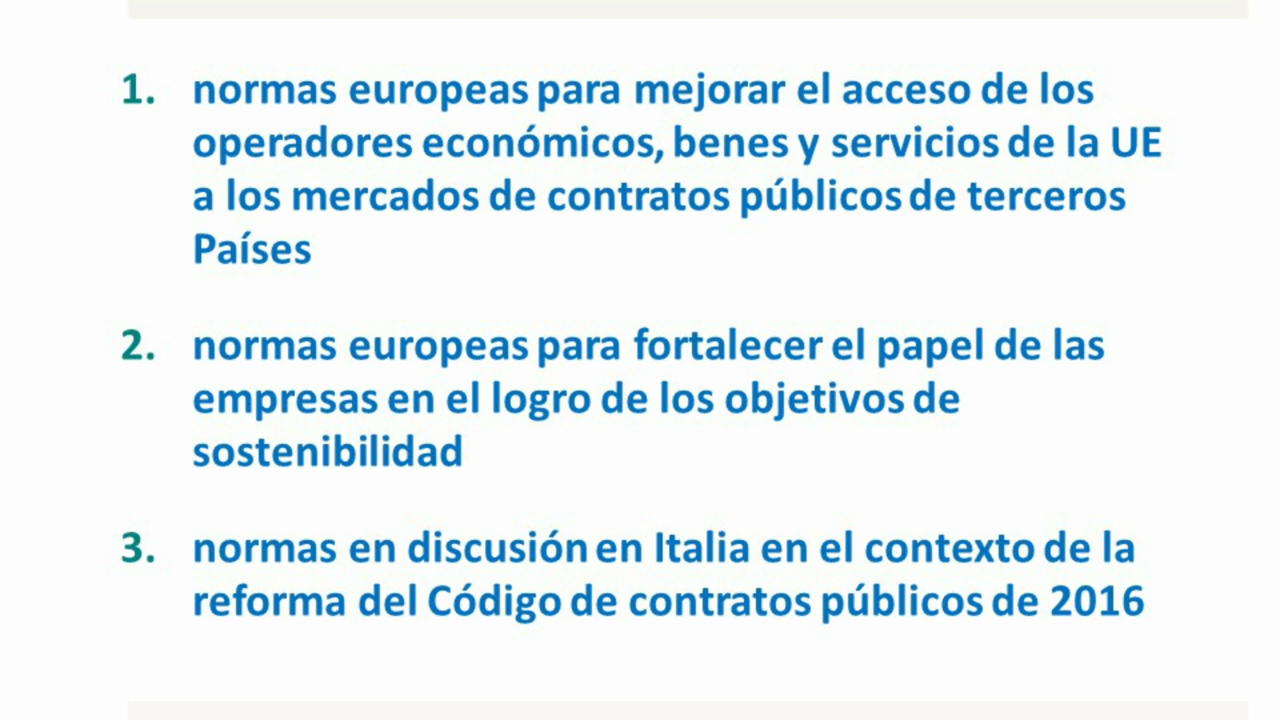 1. normas europeas para mejorar el acceso de los
operadores económicos, benes y servicios de la UE
a los mercados de contratos públicos de terceros
Países
2. normas europeas para fortalecer el papel de las
empresas en el logro de los objetivos de
sostenibilidad
3. normas en discusión en Italia en el contexto de la
reforma del Código de contratos públicos de 2016